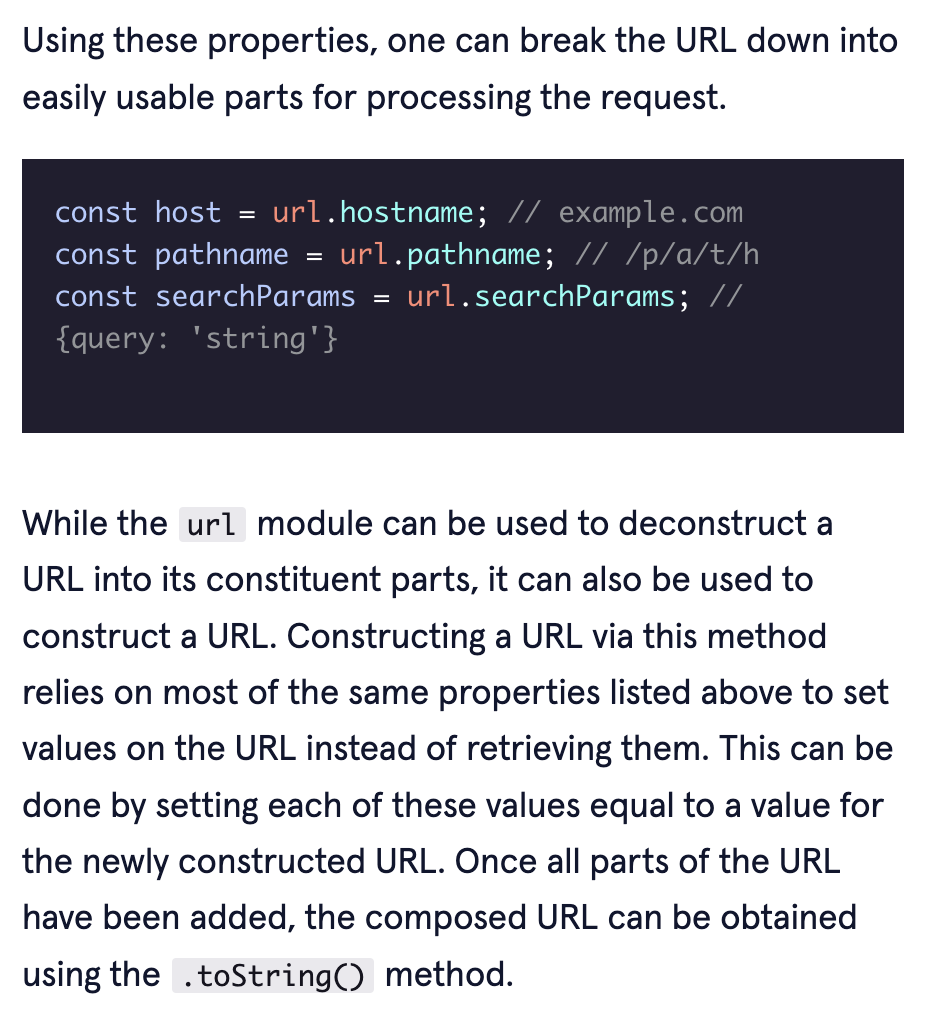 Using these properties, one can break the URL down into
easily usable parts for processing the request.
const host = url.hostname; // example.com
const pathname = url.pathname; // /p/a/t/h
const searchParams = url.searchParams; //
{query: 'string'}
While the url module can be used to deconstruct a
URL into its constituent parts, it can also be used to
construct a URL. Constructing a URL via this method
relies on most of the same properties listed above to set
values on the URL instead of retrieving them. This can be
done by setting each of these values equal to a value for
the newly constructed URL. Once all parts of the URL
have been added, the composed URL can be obtained
using the .toString() method.